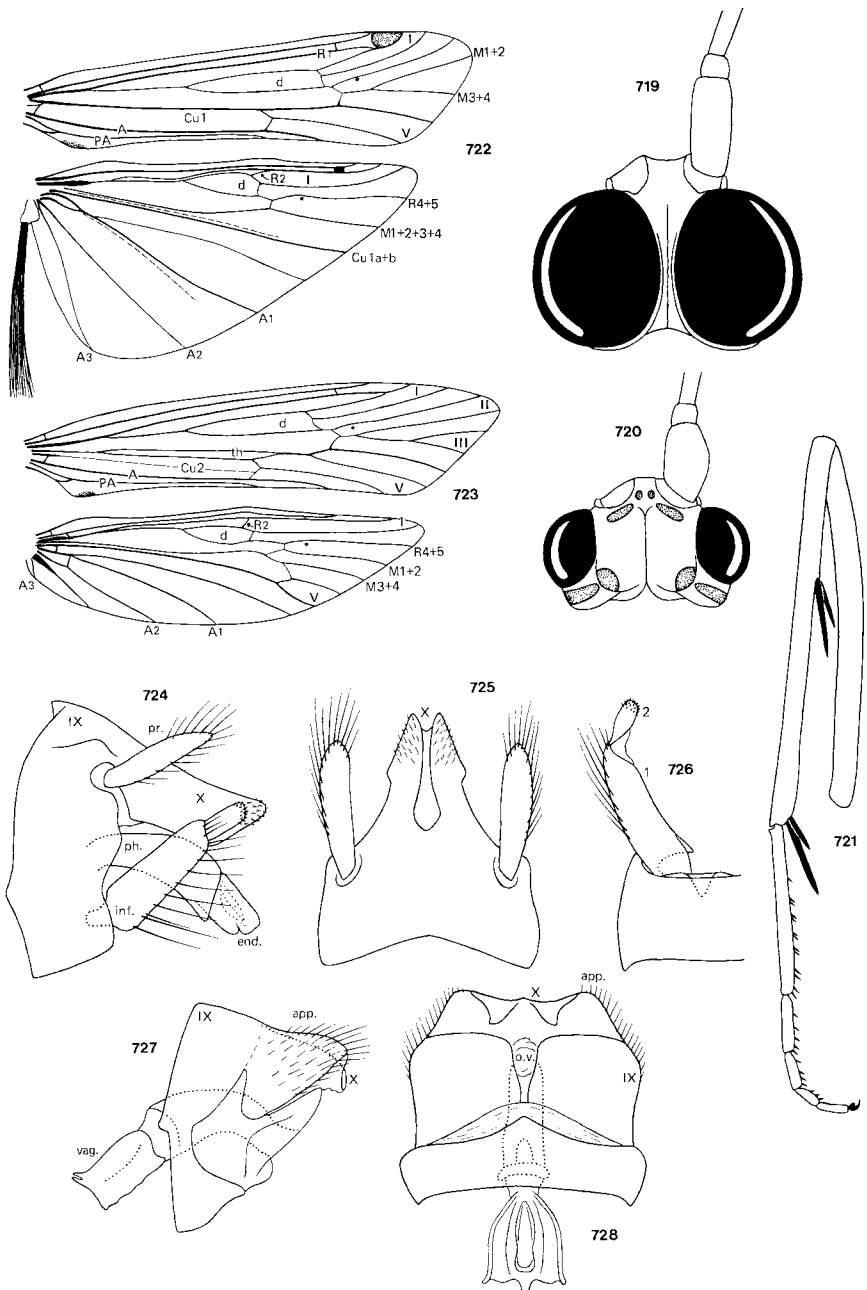 R1
I
M1+2
d
M3+4
Cu1
A
PA
V
722
719
R2
I
d
R4+5
M1+2+3+4
Cu1a+b
A1
A2
A3
I
II
d
III
th
Cu2
A
PA
V
723
720
R2
I
d
R4+5
M1+2
M3+4
V
A3
A2
A1
724
IX
pr.
X
ph.
inf.
end.
725
X
726
2
1
721
727
IX
app.
X
vag.
X
app.
o.v.
IX
728